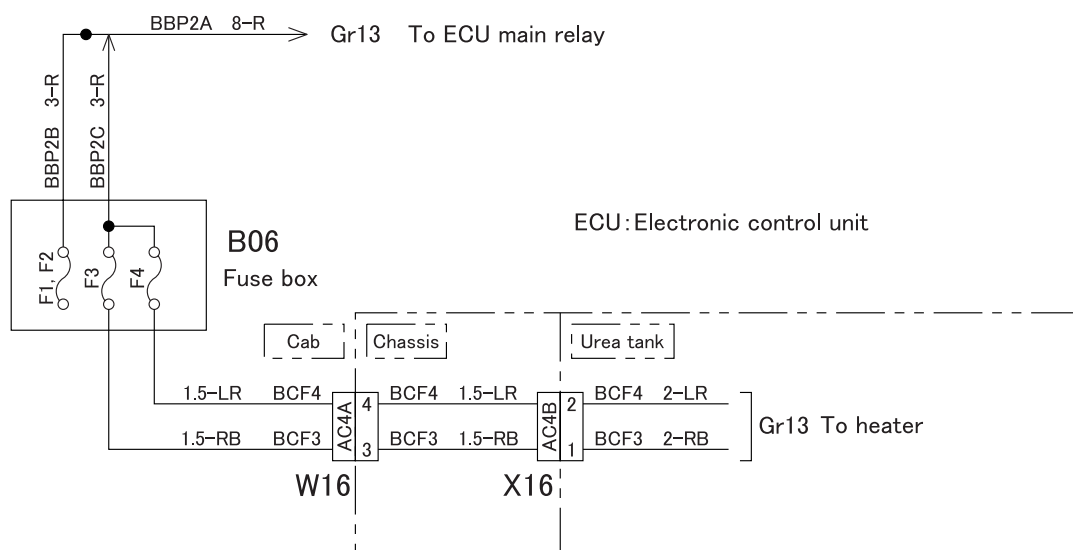 BBP2A 8-R
Gr13 To ECU main relay
BBP2B 3-R
BBP2C 3-R
F1, F2
F3
F4
B06
Fuse box
ECU:Electronic control unit
Cab
Chassis
Urea tank
1.5-LR BCF4 AC4A 4 BCF4 1.5-LR AC4B 2 BCF4 2-LR
1.5-RB BCF3 3 BCF3 1.5-RB 1 BCF3 2-RB
Gr13 To heater
W16
X16